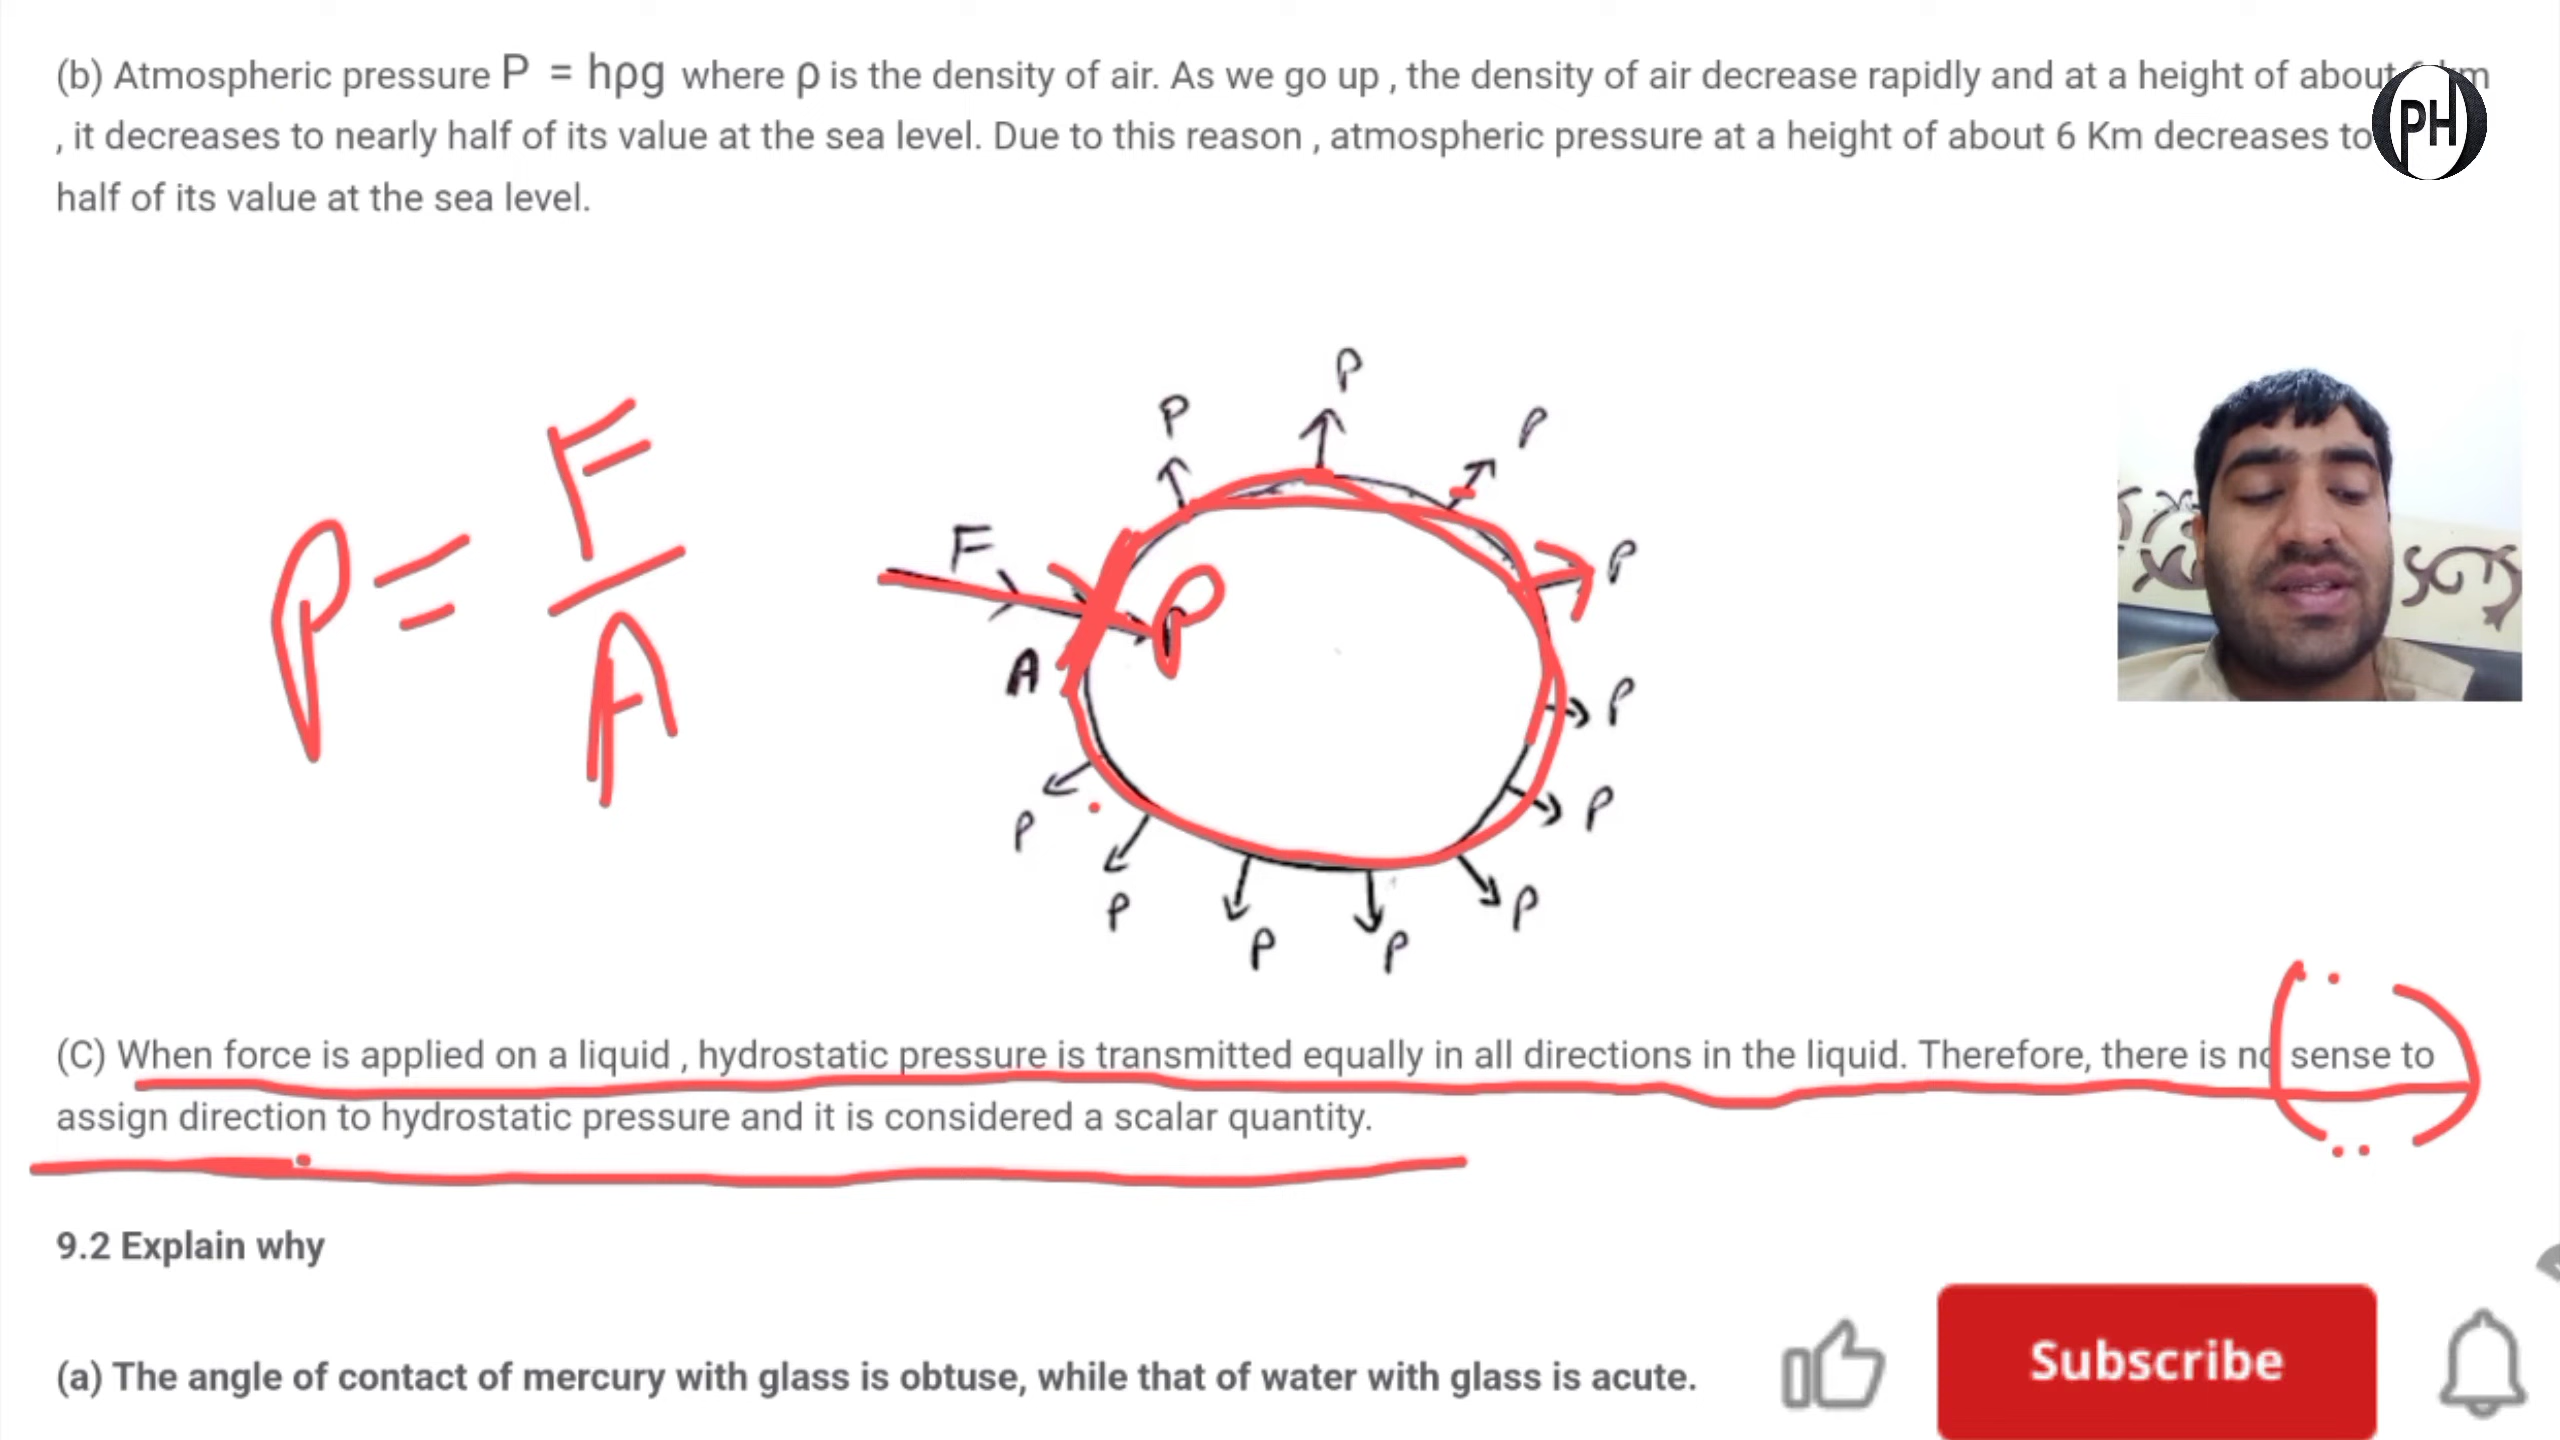 (b) Atmospheric pressure P = hρg where ρ is the density of air. As we go up , the density of air decrease rapidly and at a height of about
, it decreases to nearly half of its value at the sea level. Due to this reason , atmospheric pressure at a height of about 6 Km decreases to
half of its value at the sea level.
PH
P = F/A
P
P
P
F
P
P
A
P
P
P
P
P
P
P
(C) When force is applied on a liquid , hydrostatic pressure is transmitted equally in all directions in the liquid. Therefore, there is no sense to
assign direction to hydrostatic pressure and it is considered a scalar quantity.
9.2 Explain why
(a) The angle of contact of mercury with glass is obtuse, while that of water with glass is acute.
Subscribe